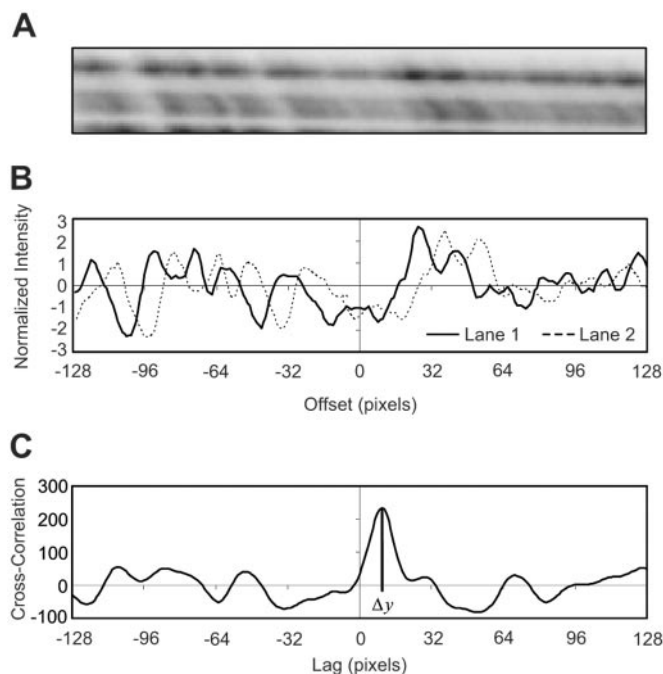 A
B
Normalized Intensity
3
2
1
0
-1
-2
-3
Lane 1
Lane 2
-128 -96 -64 -32 0 32 64 96 128
Offset (pixels)
C
Cross-Correlation
300
200
100
0
-100
Δy
-128 -96 -64 -32 0 32 64 96 128
Lag (pixels)